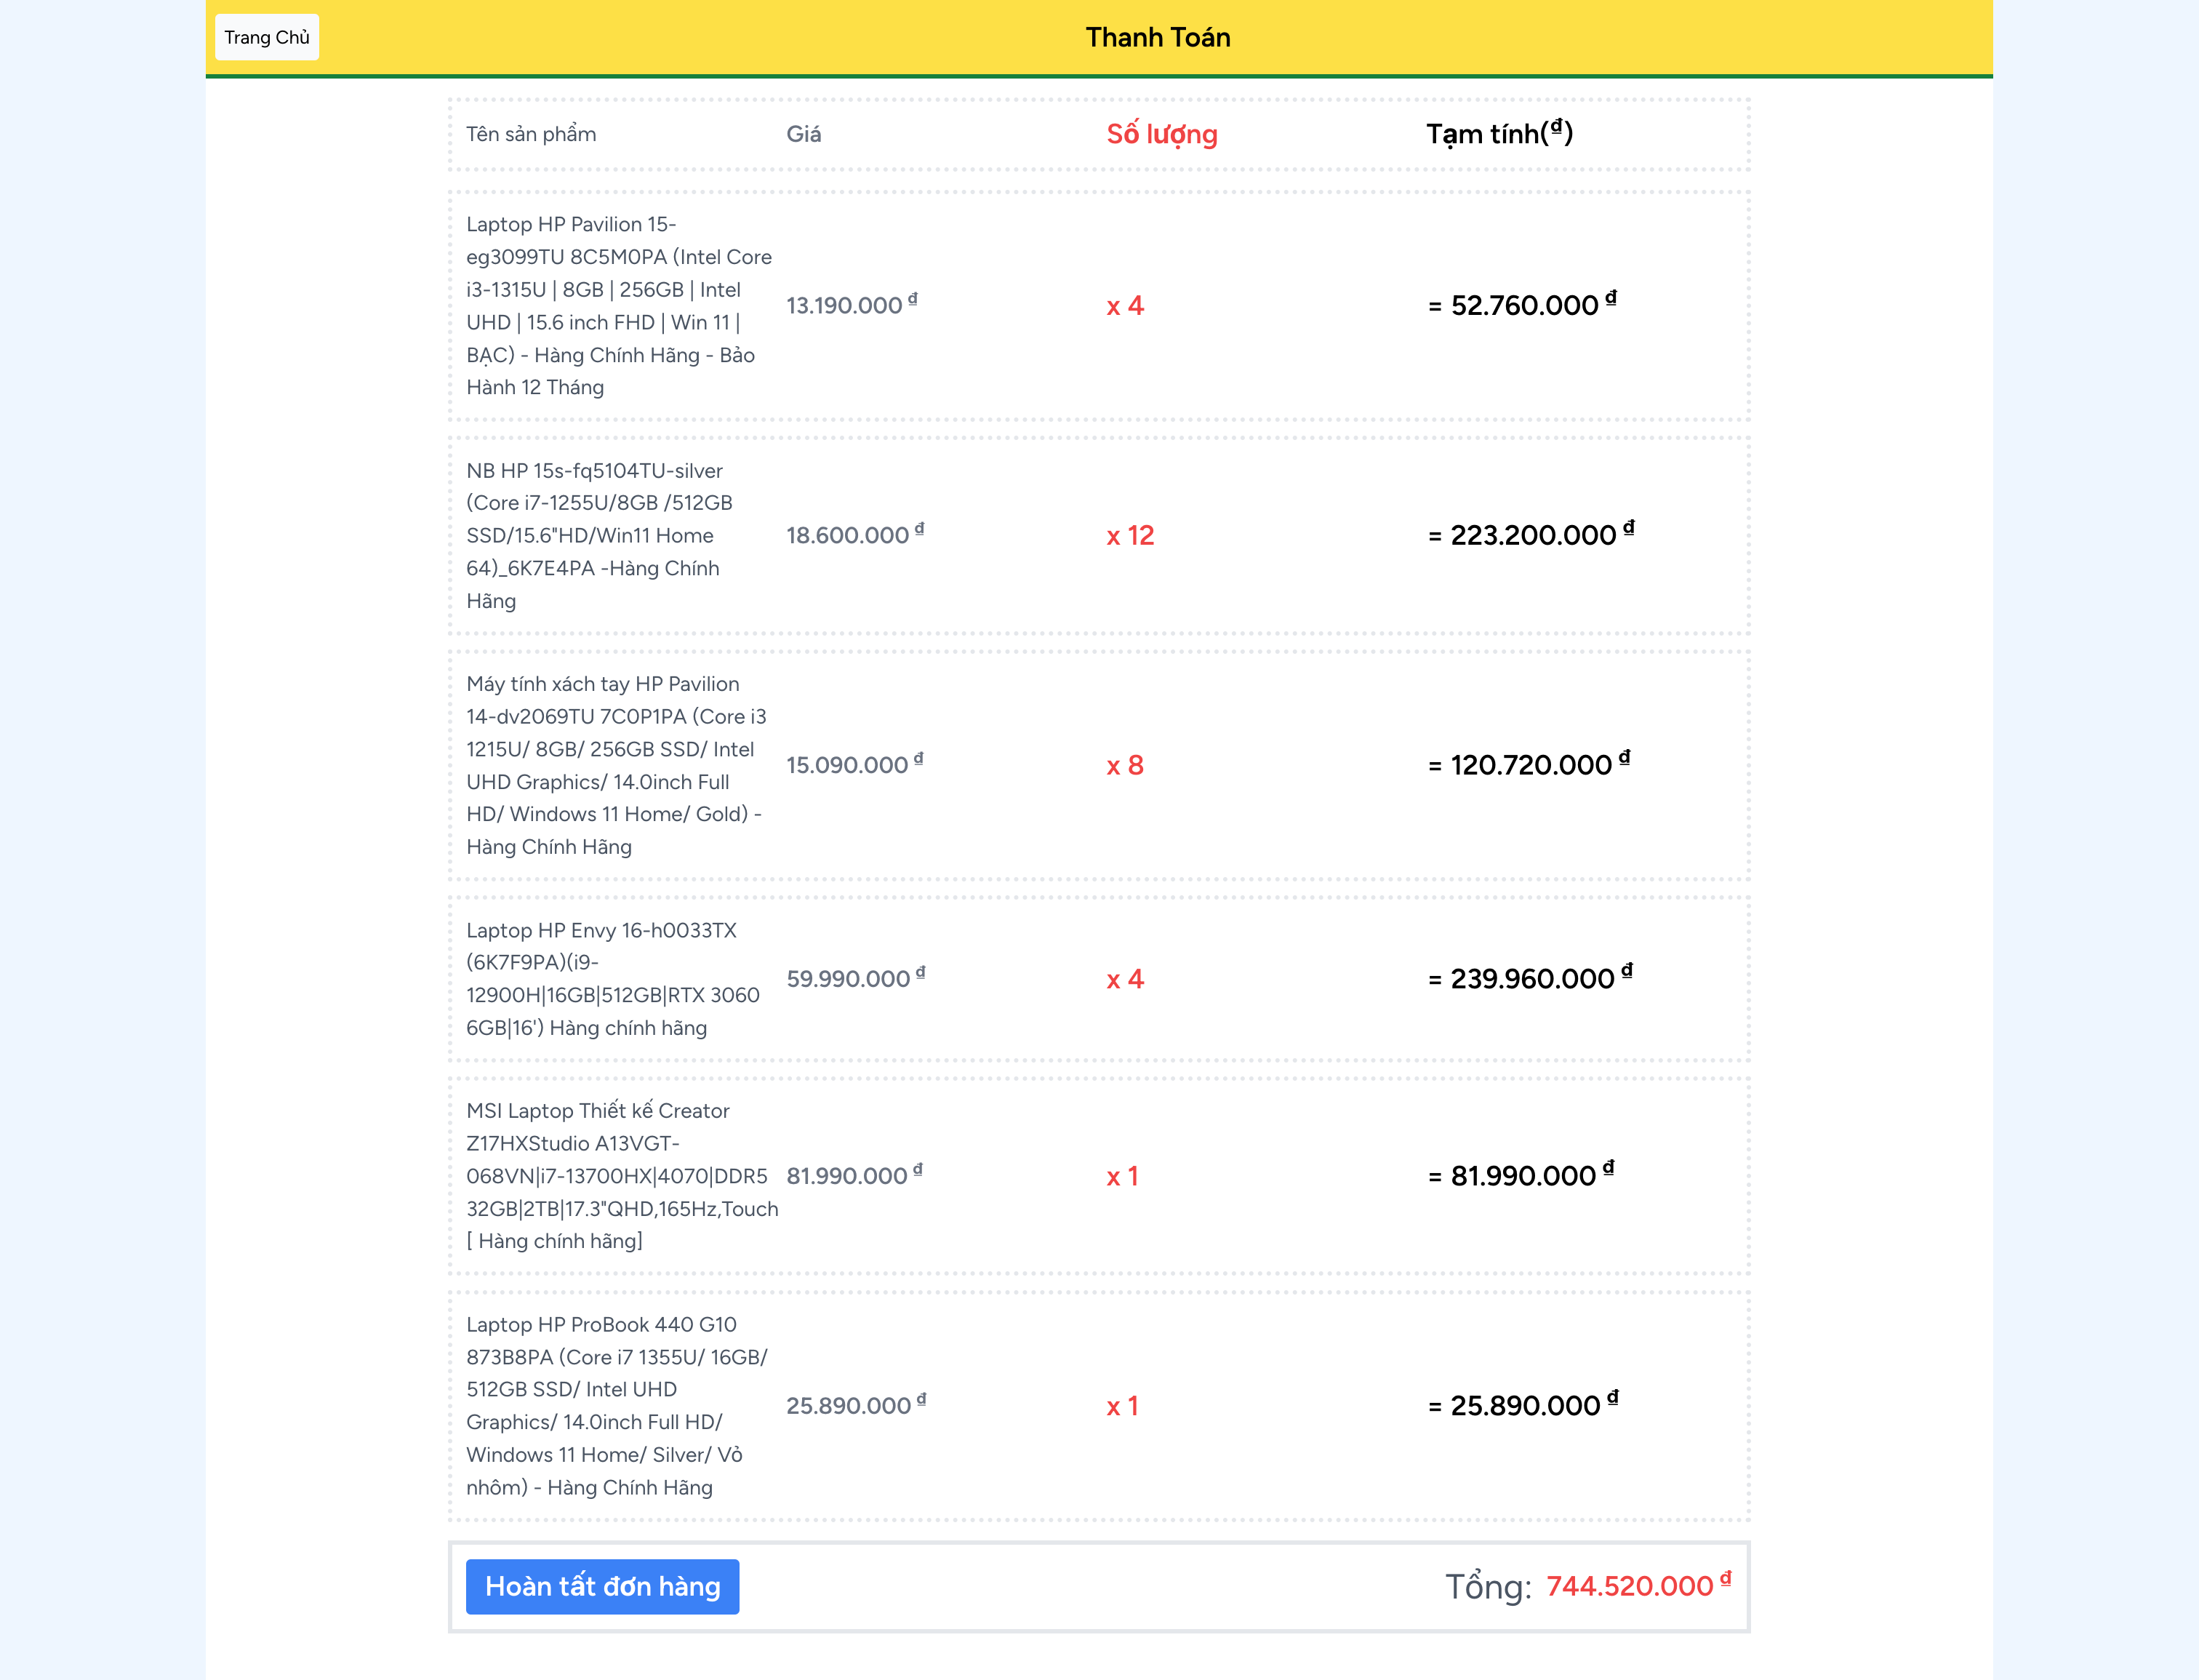 Trang Chủ
Thanh Toán
Tên sản phẩm Giá Số lượng Tạm tính(₫)
Laptop HP Pavilion 15-
eg3099TU 8C5M0PA (Intel Core
i3-1315U | 8GB | 256GB | Intel
UHD | 15.6 inch FHD | Win 11 |
BẠC) - Hàng Chính Hãng - Bảo
Hành 12 Tháng
13.190.000 ₫ x 4 = 52.760.000 ₫
NB HP 15s-fq5104TU-silver
(Core i7-1255U/8GB /512GB
SSD/15.6"HD/Win11 Home
64)_6K7E4PA -Hàng Chính
Hãng
18.600.000 ₫ x 12 = 223.200.000 ₫
Máy tính xách tay HP Pavilion
14-dv2069TU 7C0P1PA (Core i3
1215U/ 8GB/ 256GB SSD/ Intel
UHD Graphics/ 14.0inch Full
HD/ Windows 11 Home/ Gold) -
Hàng Chính Hãng
15.090.000 ₫ x 8 = 120.720.000 ₫
Laptop HP Envy 16-h0033TX
(6K7F9PA)(i9-
12900H|16GB|512GB|RTX 3060
6GB|16') Hàng chính hãng
59.990.000 ₫ x 4 = 239.960.000 ₫
MSI Laptop Thiết kế Creator
Z17HXStudio A13VGT-
068VN|i7-13700HX|4070|DDR5
32GB|2TB|17.3"QHD,165Hz,Touch
[ Hàng chính hãng]
81.990.000 ₫ x 1 = 81.990.000 ₫
Laptop HP ProBook 440 G10
873B8PA (Core i7 1355U/ 16GB/
512GB SSD/ Intel UHD
Graphics/ 14.0inch Full HD/
Windows 11 Home/ Silver/ Vỏ
nhôm) - Hàng Chính Hãng
25.890.000 ₫ x 1 = 25.890.000 ₫
Hoàn tất đơn hàng
Tổng: 744.520.000 ₫